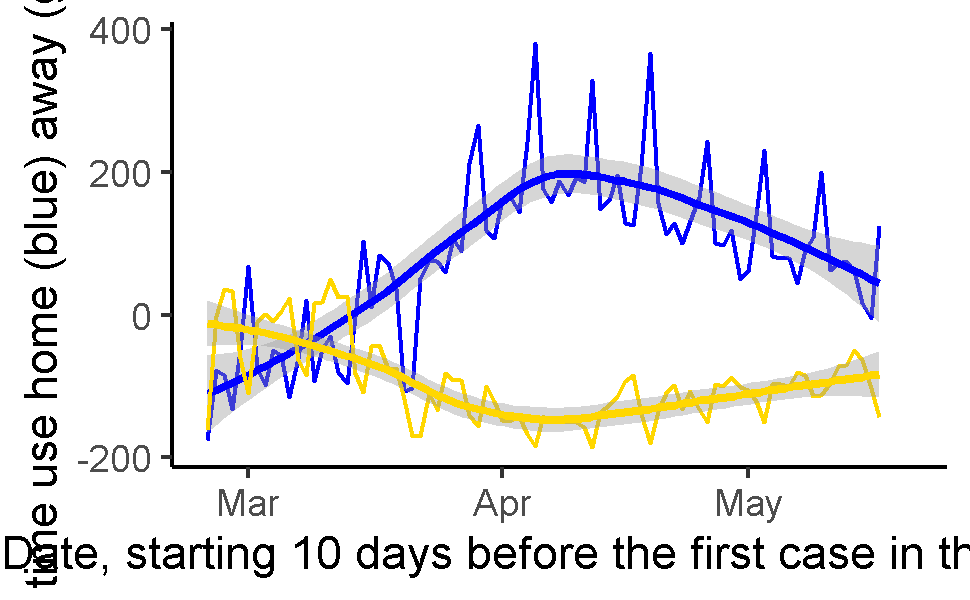 400
200
0
-200
time use home (blue) away (
Mar Apr May
Date, starting 10 days before the first case in th